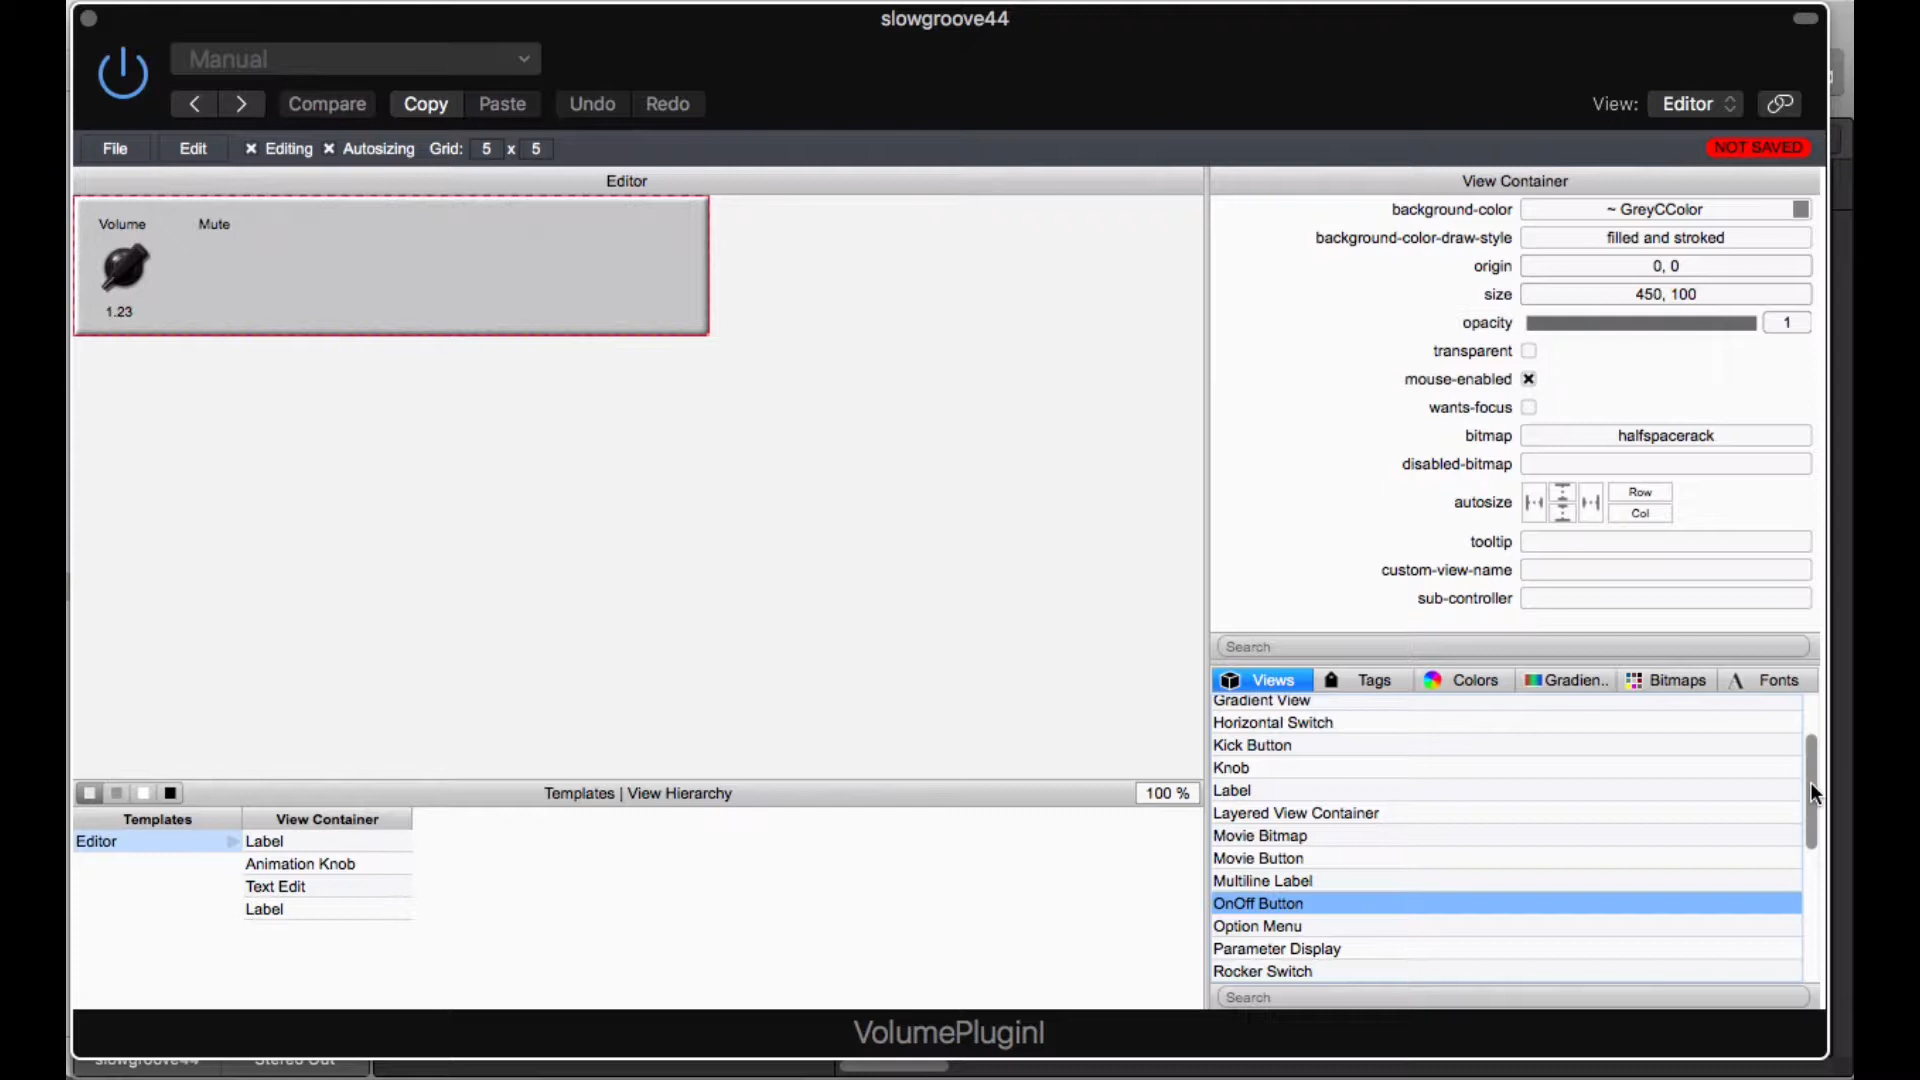 slowgroove44
Manual
Compare Copy Paste Undo Redo
View: Editor
File Edit Editing Autosizing Grid: 5 x 5
NOT SAVED
Editor
Volume Mute
1.23
View Container
background-color ~ GreyCColor
background-color-draw-style filled and stroked
origin 0, 0
size 450, 100
opacity 1
transparent
mouse-enabled
wants-focus
bitmap halfspacerack
disabled-bitmap
autosize Row
Col
tooltip
custom-view-name
sub-controller
Search
Views Tags Colors Gradien.. Bitmaps Fonts
Gradient View
Horizontal Switch
Kick Button
Knob
Label
Layered View Container
Movie Bitmap
Movie Button
Multiline Label
OnOff Button
Option Menu
Parameter Display
Rocker Switch
Search
Templates | View Hierarchy 100 %
Templates View Container
Editor Label
Animation Knob
Text Edit
Label
VolumePluginI
slowgroove44 Stereo Out